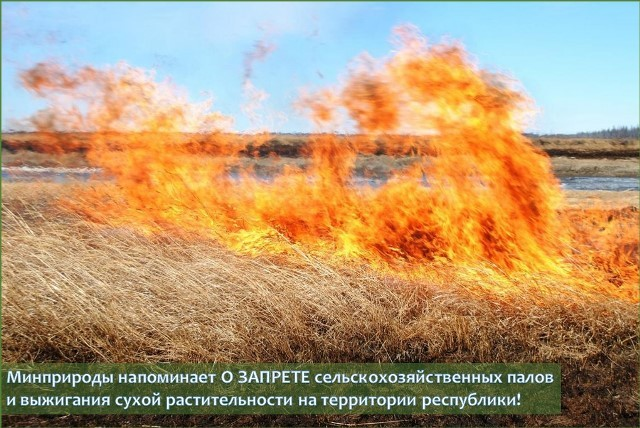 Минприроды напоминает О ЗАПРЕТЕ сельскохозяйственных палов
и выжигания сухой растительности на территории республики!